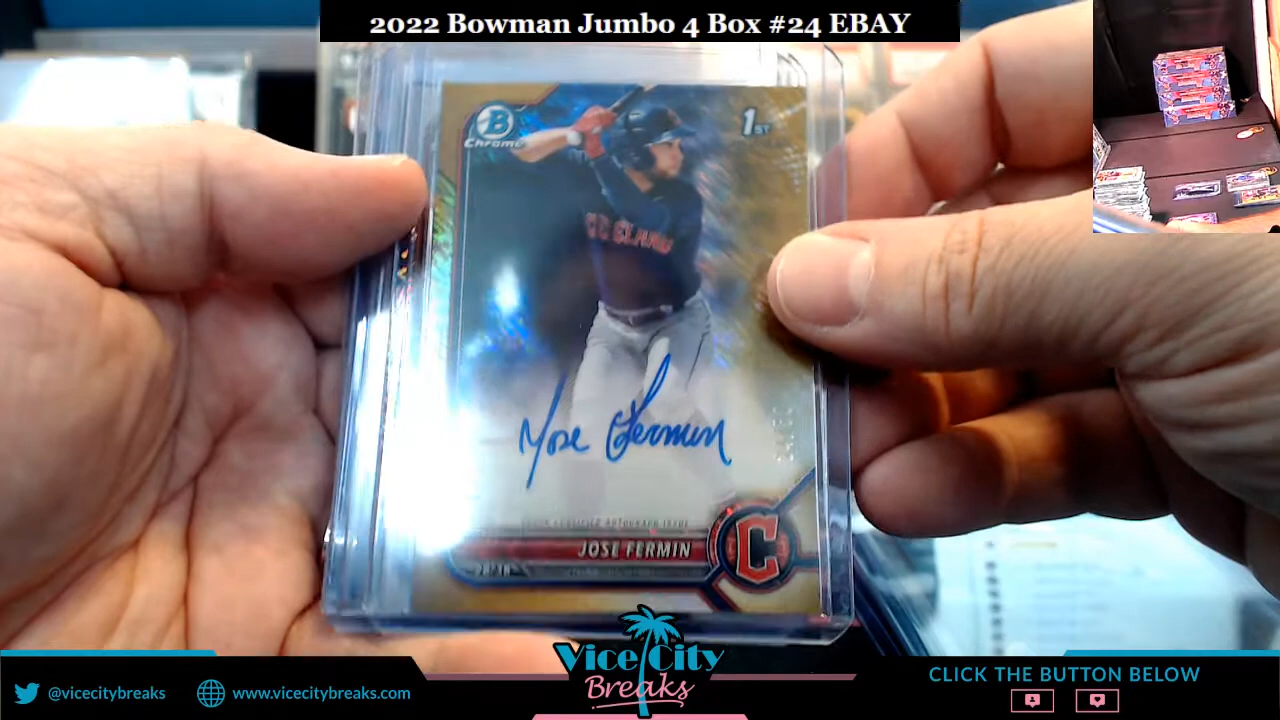 2022 Bowman Jumbo 4 Box #24 EBAY
B
Chrome
1ST
CLEVELAND
Jose Fermin
JOSE FERMIN
C
Vice City
Breaks
@vicecitybreaks
www.vicecitybreaks.com
CLICK THE BUTTON BELOW